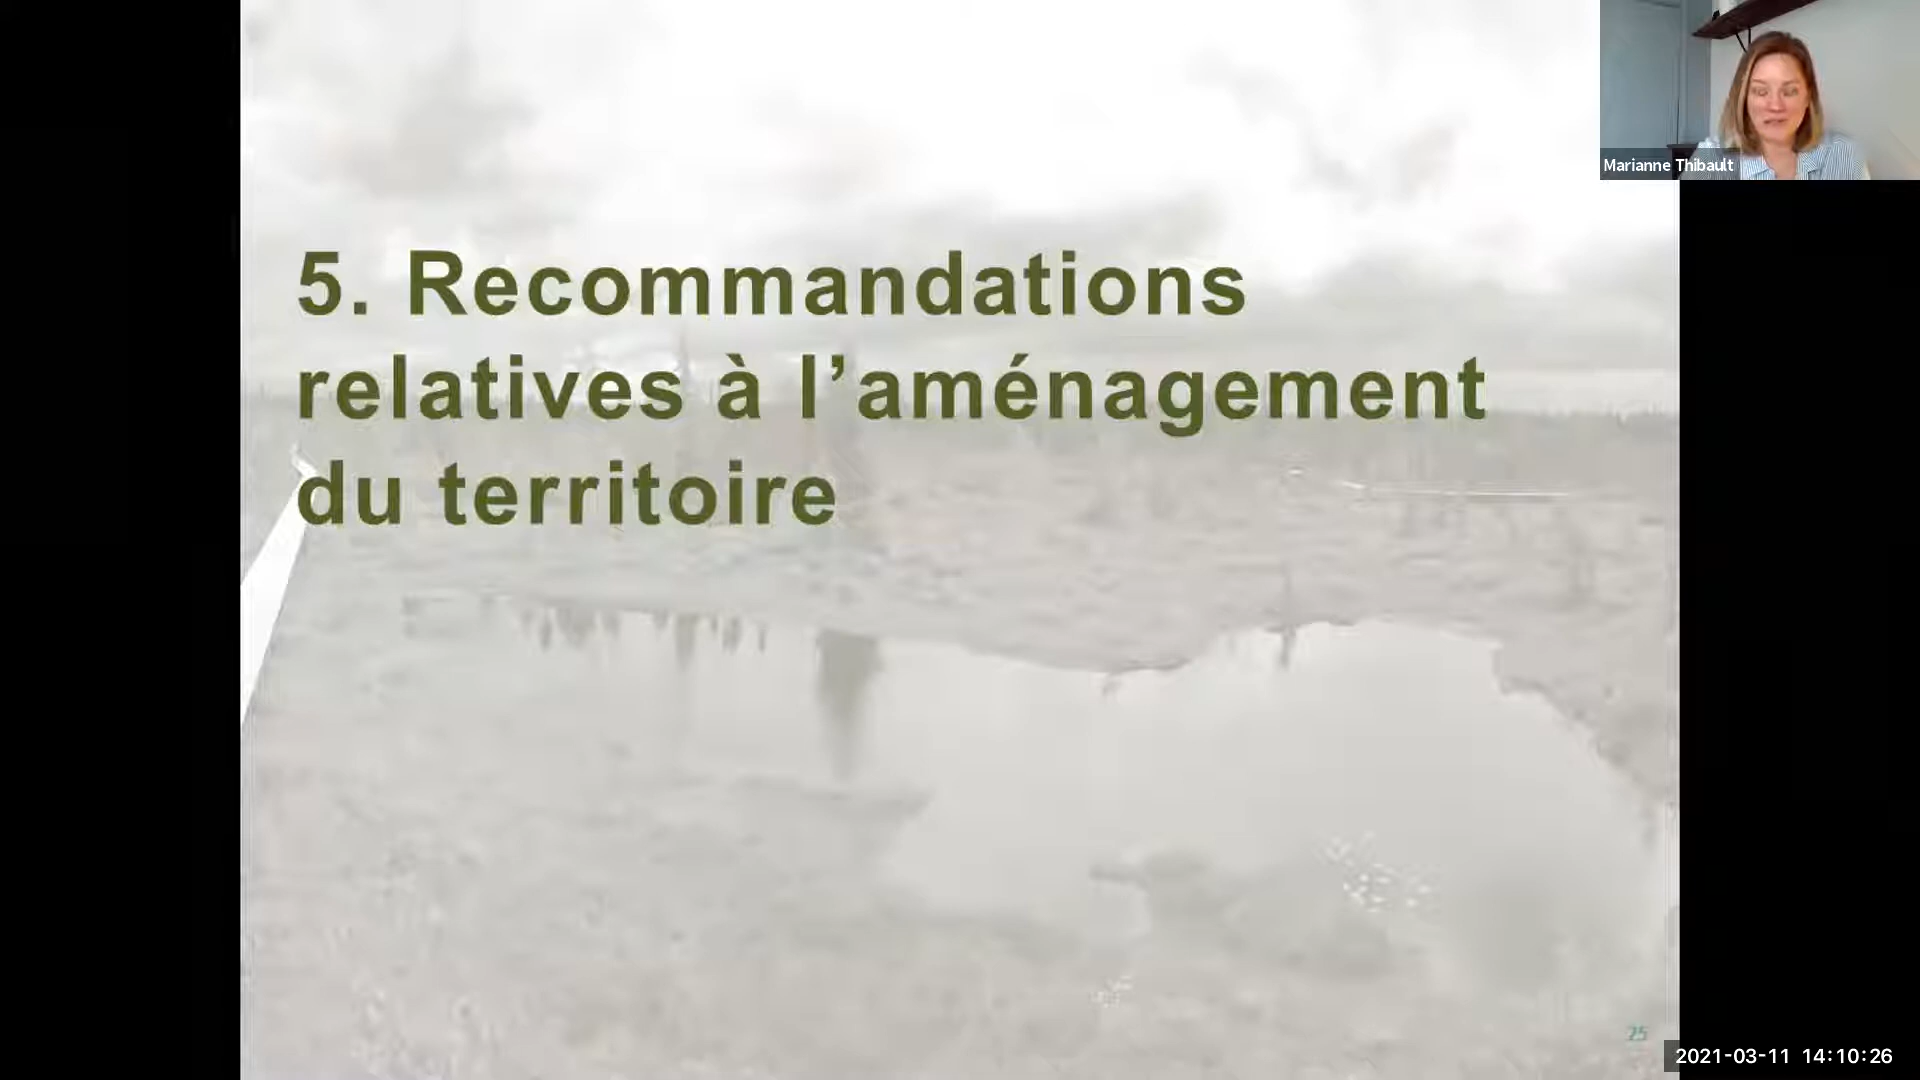 Marianne Thibault
5. Recommandations
relatives à l’aménagement
du territoire
25
2021-03-11 14:10:26